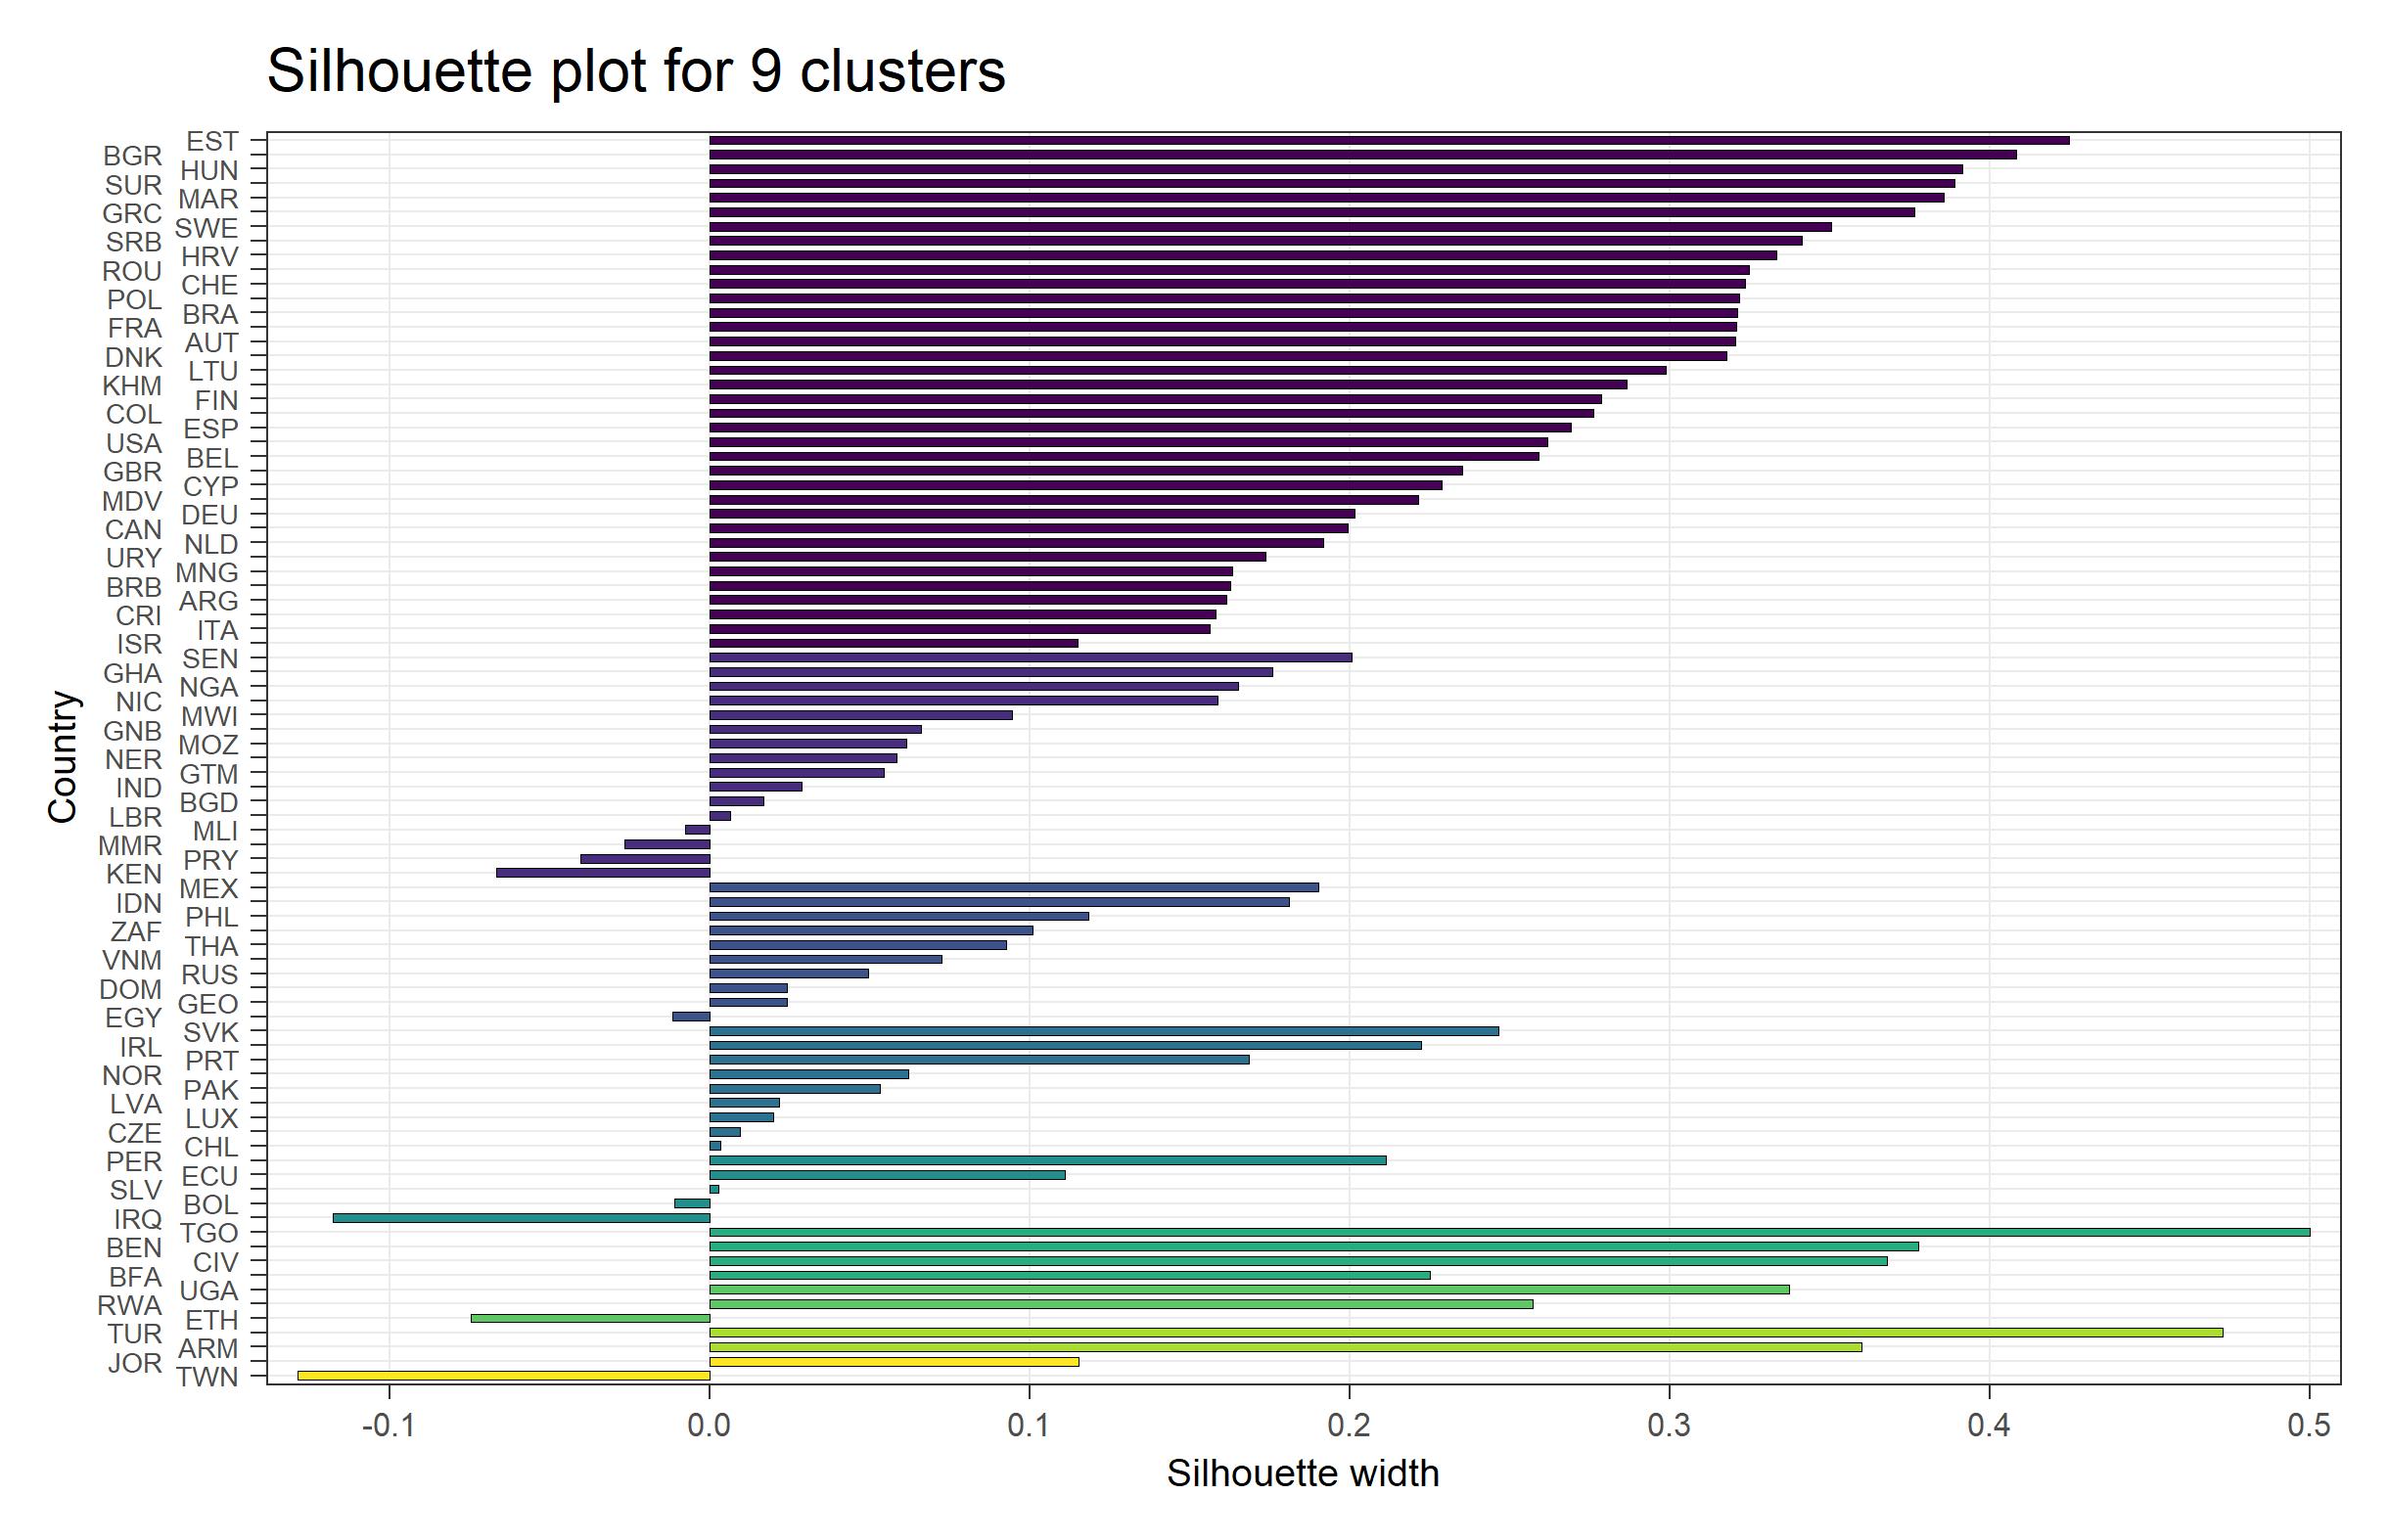 Silhouette plot for 9 clusters
EST
BGR
HUN
SUR
MAR
GRC
SWE
SRB
HRV
ROU
CHE
POL
BRA
FRA
AUT
DNK
LTU
KHM
FIN
COL
ESP
USA
BEL
GBR
CYP
MDV
DEU
CAN
NLD
URY
MNG
BRB
ARG
CRI
ITA
ISR
SEN
GHA
NGA
NIC
MWI
GNB
MOZ
NER
GTM
IND
BGD
LBR
MLI
MMR
PRY
KEN
MEX
IDN
PHL
ZAF
THA
VNM
RUS
DOM
GEO
EGY
SVK
IRL
PRT
NOR
PAK
LVA
LUX
CZE
CHL
PER
ECU
SLV
BOL
IRQ
TGO
BEN
CIV
BFA
UGA
RWA
ETH
TUR
ARM
JOR
TWN
Country
-0.1 0.0 0.1 0.2 0.3 0.4 0.5
Silhouette width